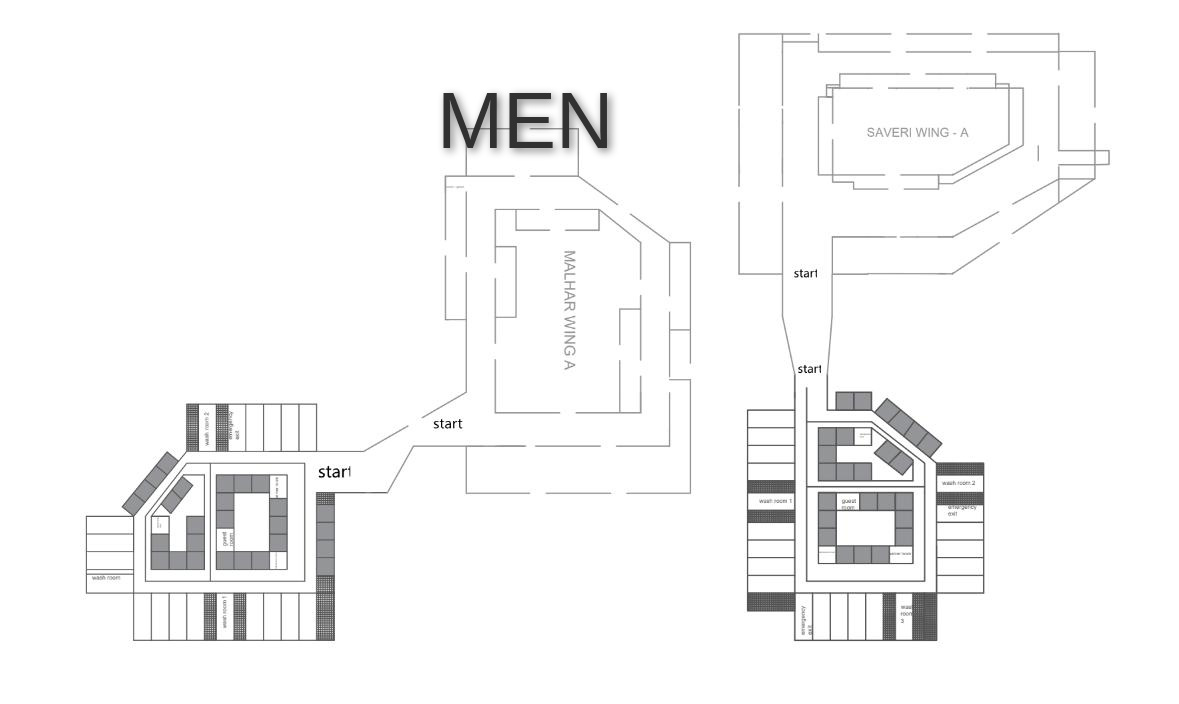 MEN
SAVERI WING - A
MALHAR WING A
start
start
start
start
wash room 2
emergency
exit
wash room
guest
room
wash room 1
wash room 1
guest
room
wash room 2
emergency
exit
emergency
exit
wash
room
3